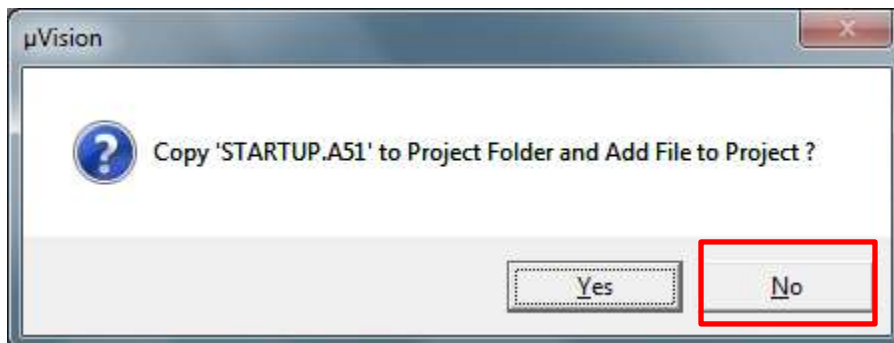 µVision
Copy 'STARTUP.A51' to Project Folder and Add File to Project ?
Yes
No